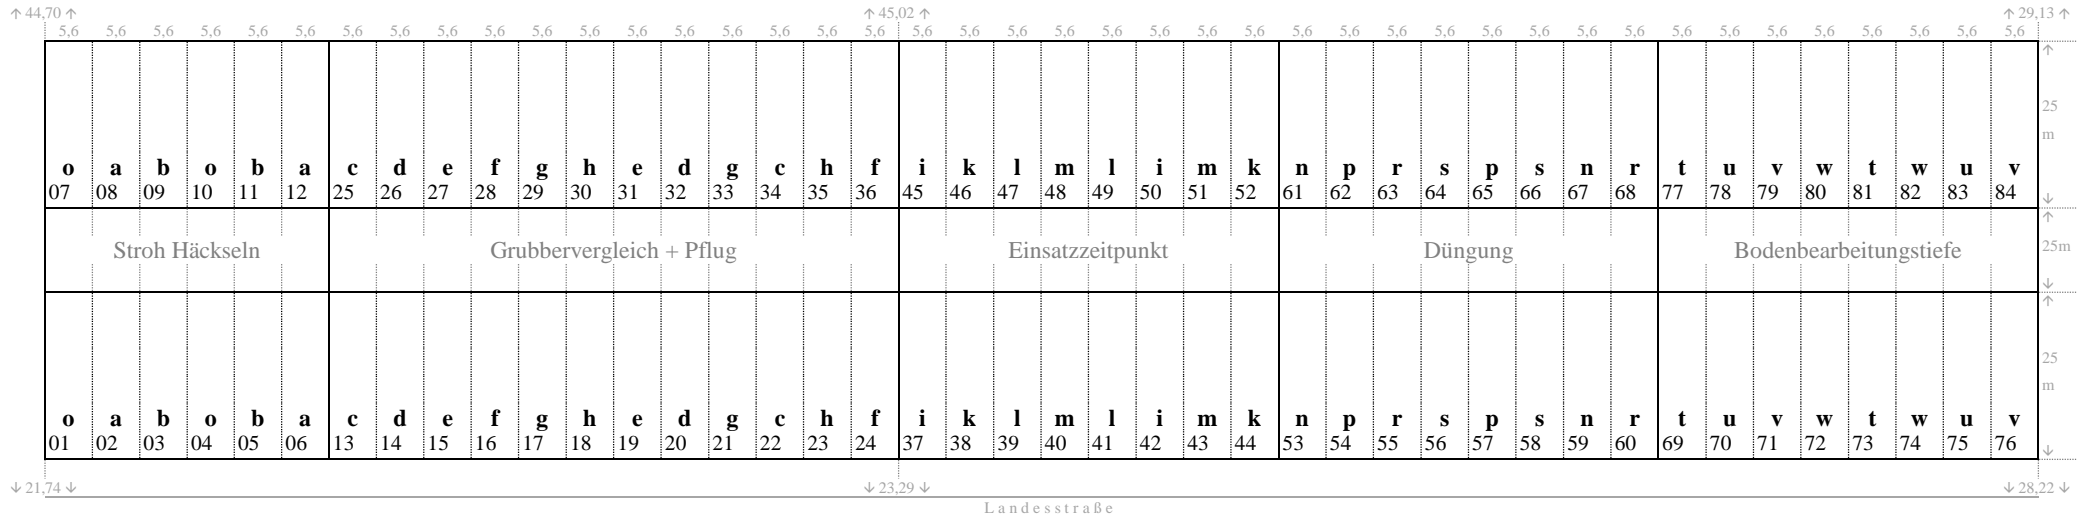 ↑ 44,70 ↑ ↑ 45,02 ↑ ↑ 29,13 ↑
5,6 5,6 5,6 5,6 5,6 5,6 5,6 5,6 5,6 5,6 5,6 5,6 5,6 5,6 5,6 5,6 5,6 5,6 5,6 5,6 5,6 5,6 5,6 5,6 5,6 5,6 5,6 5,6 5,6 5,6 5,6 5,6 5,6 5,6 5,6 5,6 5,6 5,6 5,6 5,6 5,6 5,6
↑
25
m
o a b o b a c d e f g h e d g c h f i k l m l i m k n p r s p s n r t u v w t w u v
07 08 09 10 11 12 25 26 27 28 29 30 31 32 33 34 35 36 45 46 47 48 49 50 51 52 61 62 63 64 65 66 67 68 77 78 79 80 81 82 83 84 ↓
↑
Stroh Häckseln Grubbervergleich + Pflug Einsatzzeitpunkt Düngung Bodenbearbeitungstiefe 25m
↓
↑
25
m
o a b o b a c d e f g h e d g c h f i k l m l i m k n p r s p s n r t u v w t w u v
01 02 03 04 05 06 13 14 15 16 17 18 19 20 21 22 23 24 37 38 39 40 41 42 43 44 53 54 55 56 57 58 59 60 69 70 71 72 73 74 75 76 ↓
↓ 21,74 ↓ ↓ 23,29 ↓ ↓ 28,22 ↓
Landesstraße